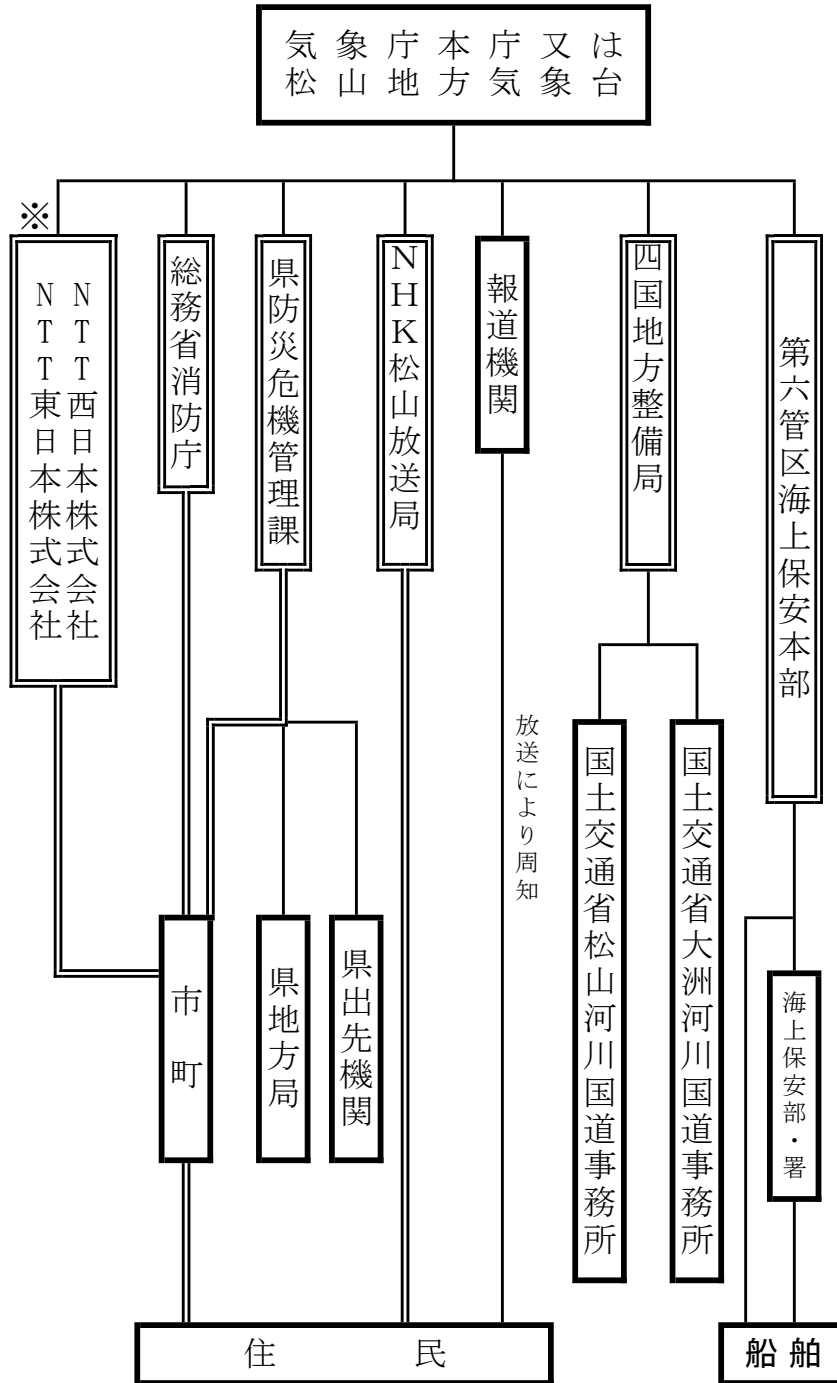 気象庁本庁又は
松山地方気象台
※
NTT西日本株式会社
NTT東日本株式会社
総務省消防庁
県防災危機管理課
NHK松山放送局
報道機関
四国地方整備局
第六管区海上保安本部
放送により周知
国土交通省松山河川国道事務所
国土交通省大洲河川国道事務所
海上保安部・署
市町
県地方局
県出先機関
住民
船舶